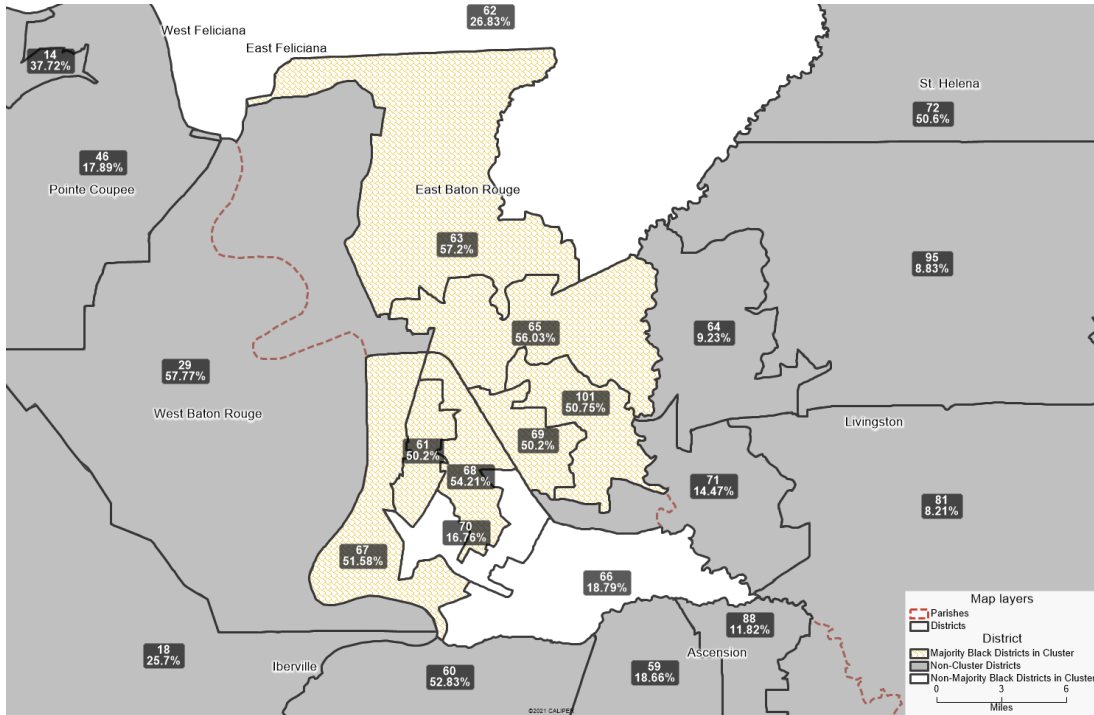 62
26.83%
West Feliciana
East Feliciana
14
37.72%
St. Helena
72
50.6%
46
17.89%
Pointe Coupee
East Baton Rouge
63
57.2%
95
8.83%
65
56.03%
64
9.23%
29
57.77%
West Baton Rouge
101
50.75%
Livingston
69
50.2%
61
50.2%
68
54.21%
71
14.47%
81
8.21%
70
16.76%
67
51.58%
66
18.79%
88
11.82%
Ascension
18
25.7%
Iberville
60
52.83%
59
18.66%
Map layers
Parishes
Districts
District
Majority Black Districts in Cluster
Non-Cluster Districts
Non-Majority Black Districts in Cluster
0 3 6
Miles
©2021 CALIPER